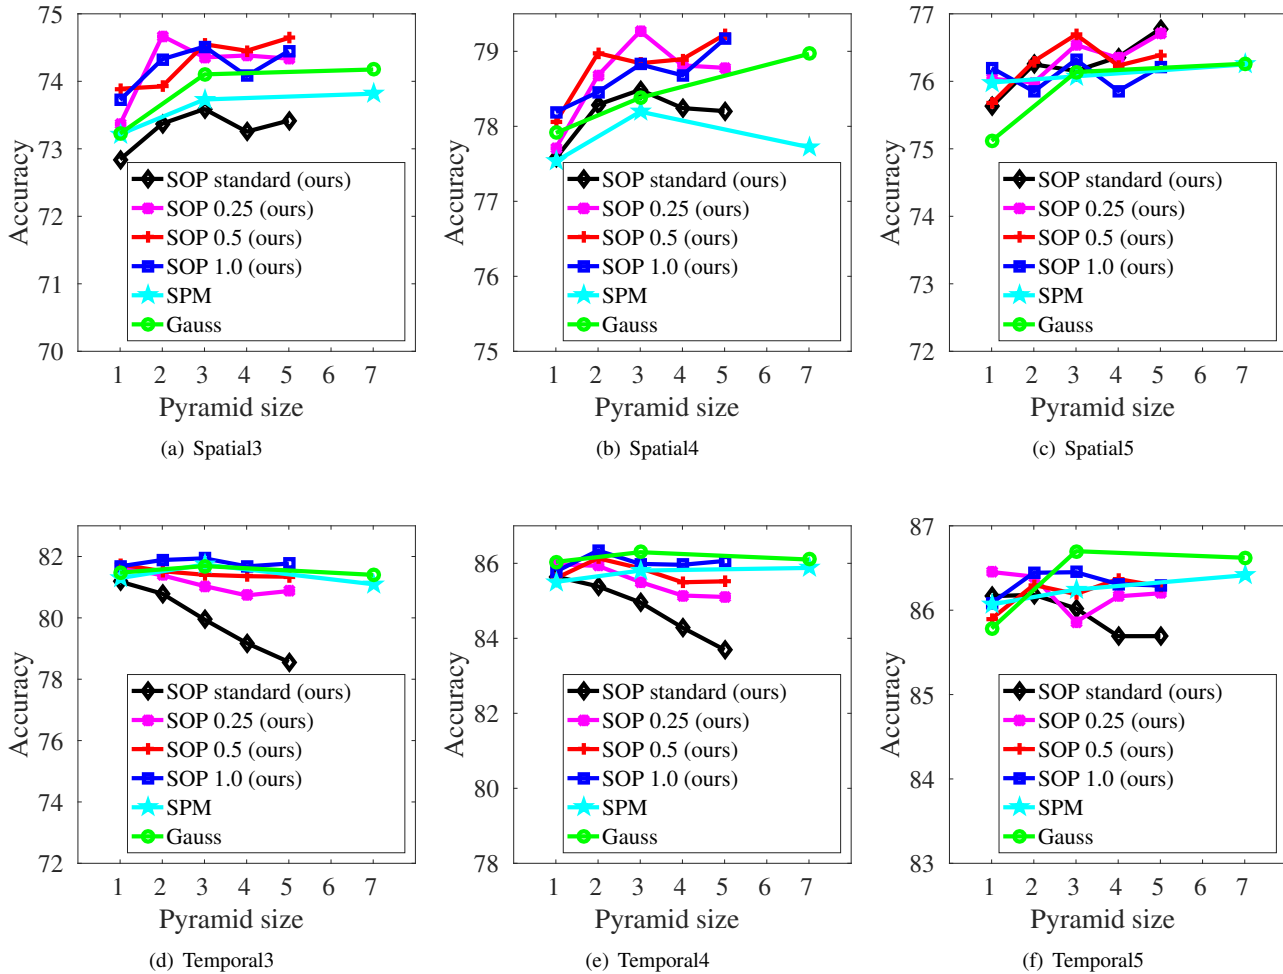 75
74
73
72
71
70
Accuracy
SOP standard (ours)
SOP 0.25 (ours)
SOP 0.5 (ours)
SOP 1.0 (ours)
SPM
Gauss
1 2 3 4 5 6 7
Pyramid size
(a) Spatial3
79
78
77
76
75
Accuracy
SOP standard (ours)
SOP 0.25 (ours)
SOP 0.5 (ours)
SOP 1.0 (ours)
SPM
Gauss
1 2 3 4 5 6 7
Pyramid size
(b) Spatial4
77
76
75
74
73
72
Accuracy
SOP standard (ours)
SOP 0.25 (ours)
SOP 0.5 (ours)
SOP 1.0 (ours)
SPM
Gauss
1 2 3 4 5 6 7
Pyramid size
(c) Spatial5
82
80
78
76
74
72
Accuracy
SOP standard (ours)
SOP 0.25 (ours)
SOP 0.5 (ours)
SOP 1.0 (ours)
SPM
Gauss
1 2 3 4 5 6 7
Pyramid size
(d) Temporal3
86
84
82
80
78
Accuracy
SOP standard (ours)
SOP 0.25 (ours)
SOP 0.5 (ours)
SOP 1.0 (ours)
SPM
Gauss
1 2 3 4 5 6 7
Pyramid size
(e) Temporal4
87
86
85
84
83
Accuracy
SOP standard (ours)
SOP 0.25 (ours)
SOP 0.5 (ours)
SOP 1.0 (ours)
SPM
Gauss
1 2 3 4 5 6 7
Pyramid size
(f) Temporal5